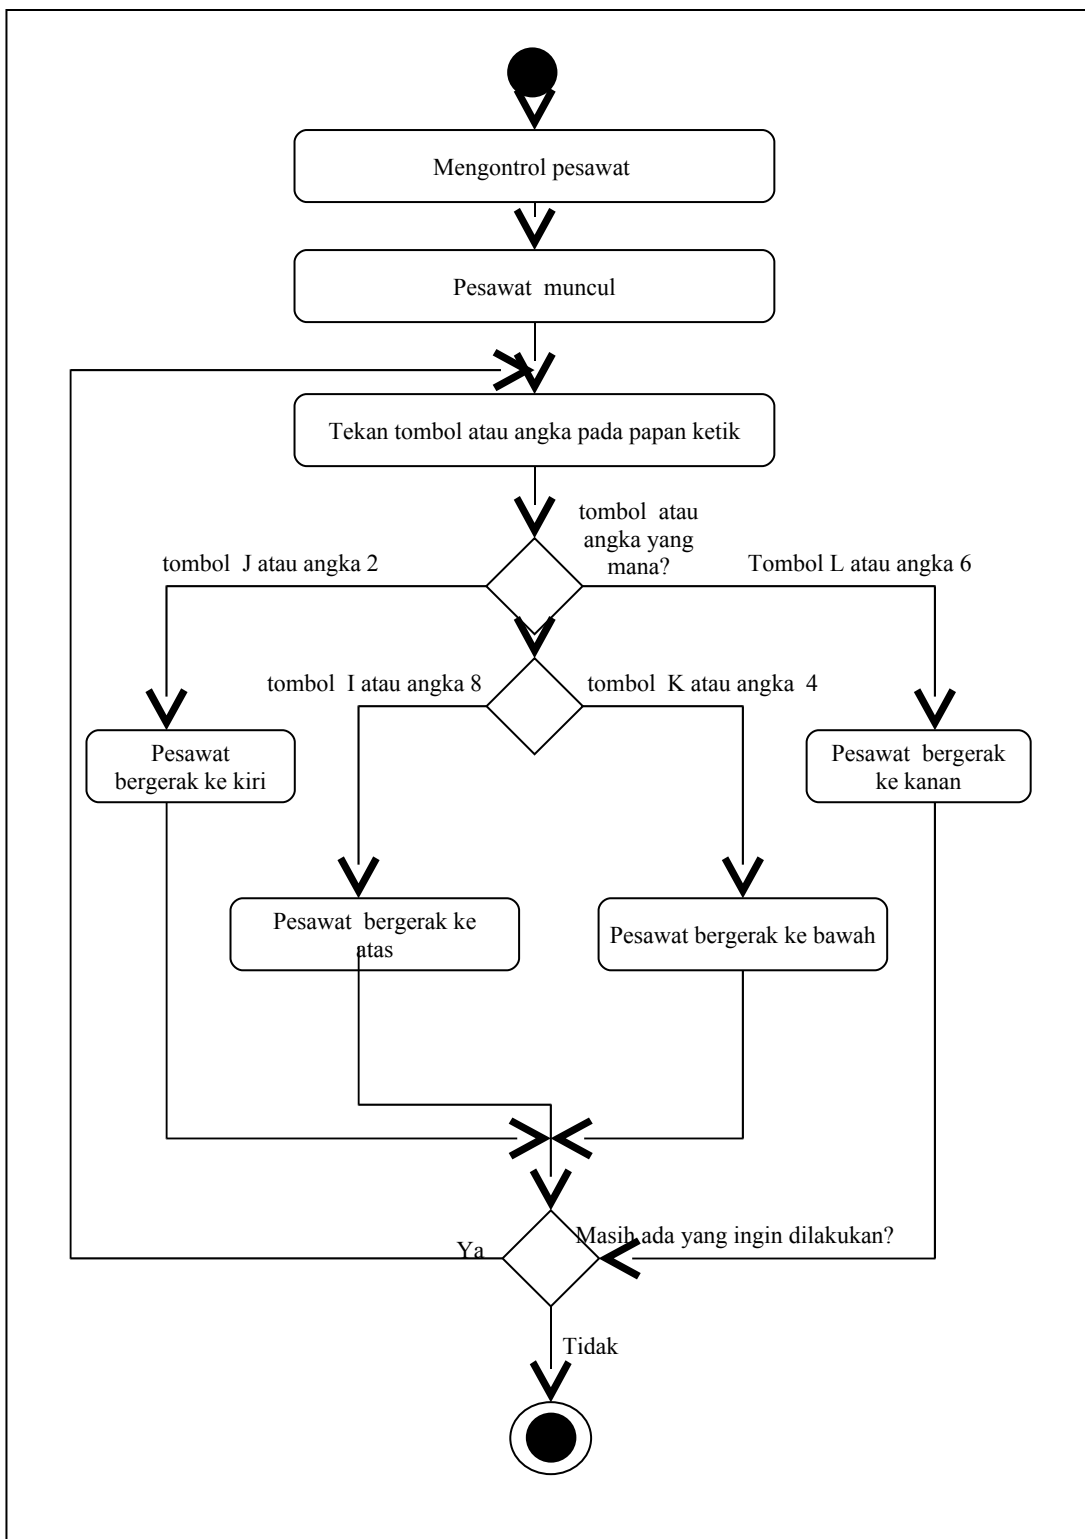 Mengontrol pesawat
Pesawat muncul
Tekan tombol atau angka pada papan ketik
tombol atau
angka yang
mana?
tombol J atau angka 2
Tombol L atau angka 6
tombol I atau angka 8
tombol K atau angka 4
Pesawat
bergerak ke kiri
Pesawat bergerak
ke kanan
Pesawat bergerak ke
atas
Pesawat bergerak ke bawah
Masih ada yang ingin dilakukan?
Ya
Tidak